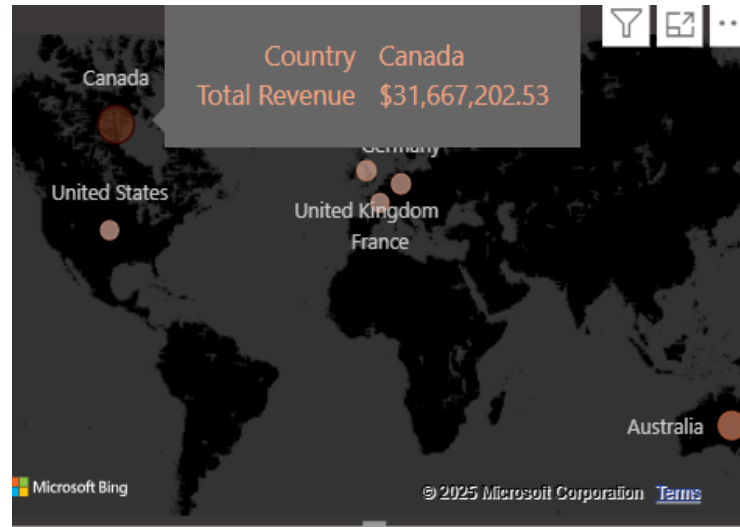 Country Canada
Total Revenue $31,667,202.53
Canada
Germany
United States
United Kingdom
France
Australia
Microsoft Bing
© 2025 Microsoft Corporation Terms